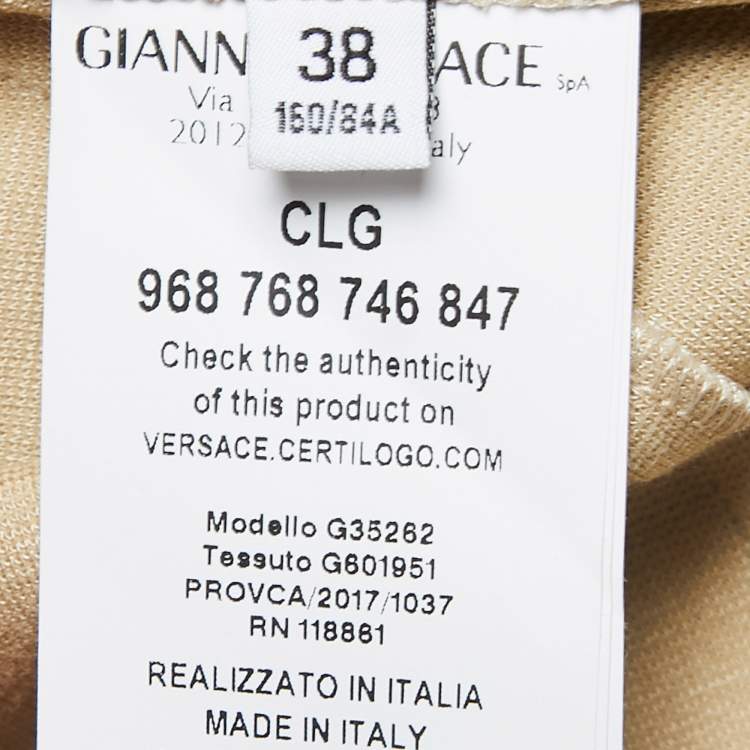 38
160/84A
SpA
Via
CLG
968 768 746 847
Check the authenticity
of this product on
VERSACE.CERTILOGO.COM
Modello G35262
Tessuto G601951
PROVCA/2017/1037
RN 118861
REALIZZATO IN ITALIA
MADE IN ITALY